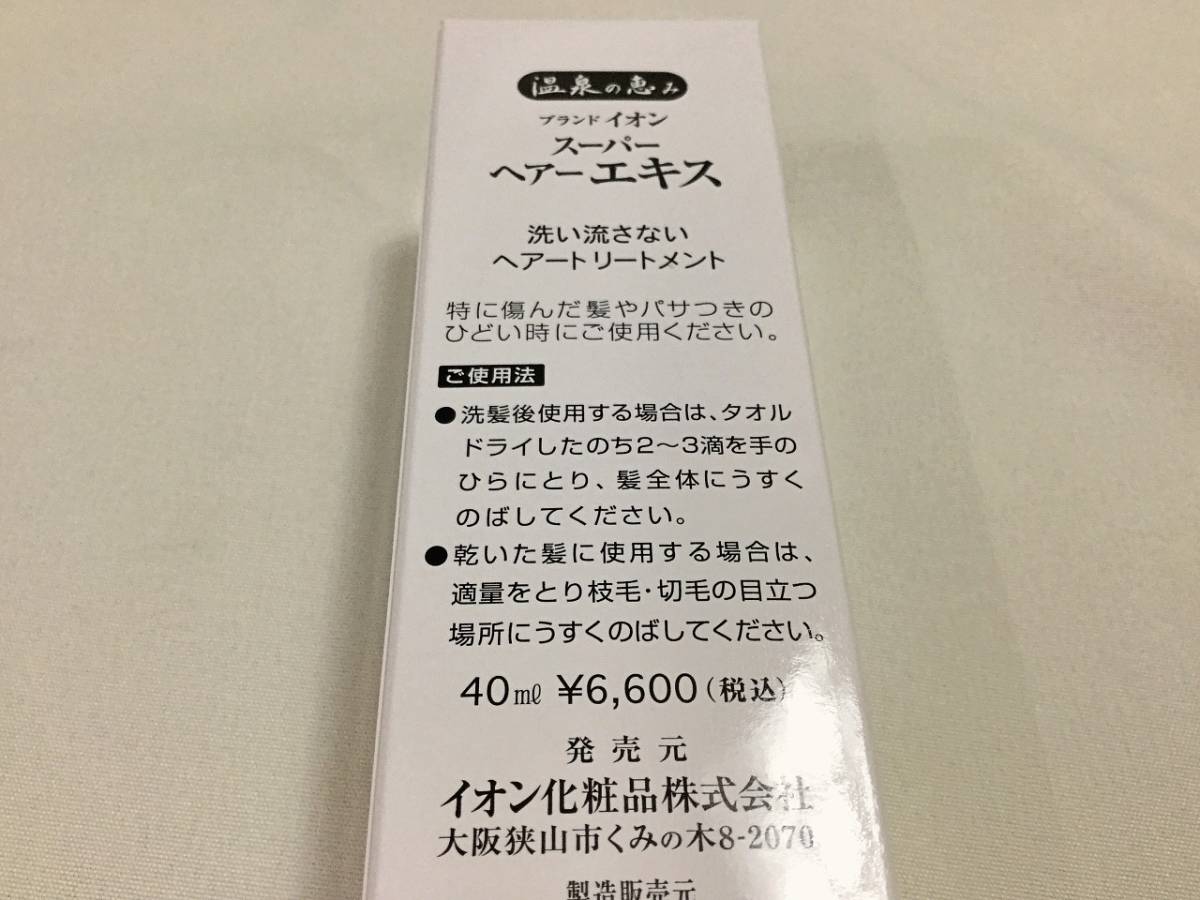 温泉の恵み
ブランド イオン
スーパー
ヘアーエキス
洗い流さない
ヘアートリートメント
特に傷んだ髪やパサつきの
ひどい時にご使用ください。
ご使用法
●洗髪後使用する場合は、タオル
ドライしたのち2〜3滴を手の
ひらにとり、髪全体にうすく
のばしてください。
●乾いた髪に使用する場合は、
適量をとり枝毛・切毛の目立つ
場所にうすくのばしてください。
40㎖ ¥6,600(税込)
発売元
イオン化粧品株式会社
大阪狭山市くみの木8-2070
製造販売元